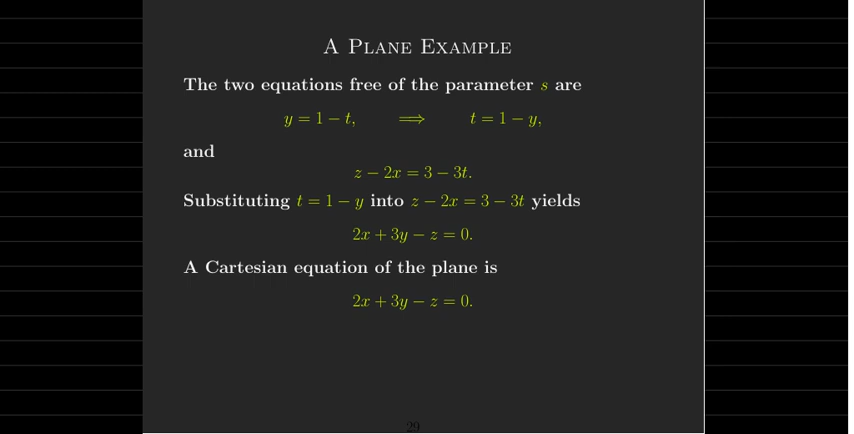 A Plane Example
The two equations free of the parameter s are
y = 1 − t, ⟹ t = 1 − y,
and
z − 2x = 3 − 3t.
Substituting t = 1 − y into z − 2x = 3 − 3t yields
2x + 3y − z = 0.
A Cartesian equation of the plane is
2x + 3y − z = 0.
29